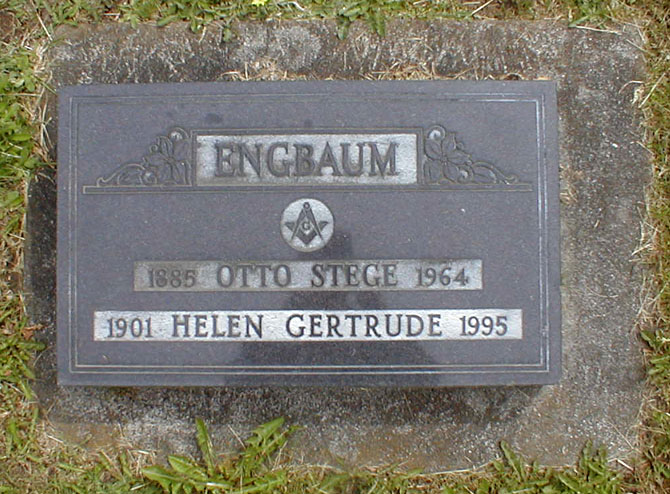 ENGBAUM
G
1885 OTTO STEGE 1964
1901 HELEN GERTRUDE 1995